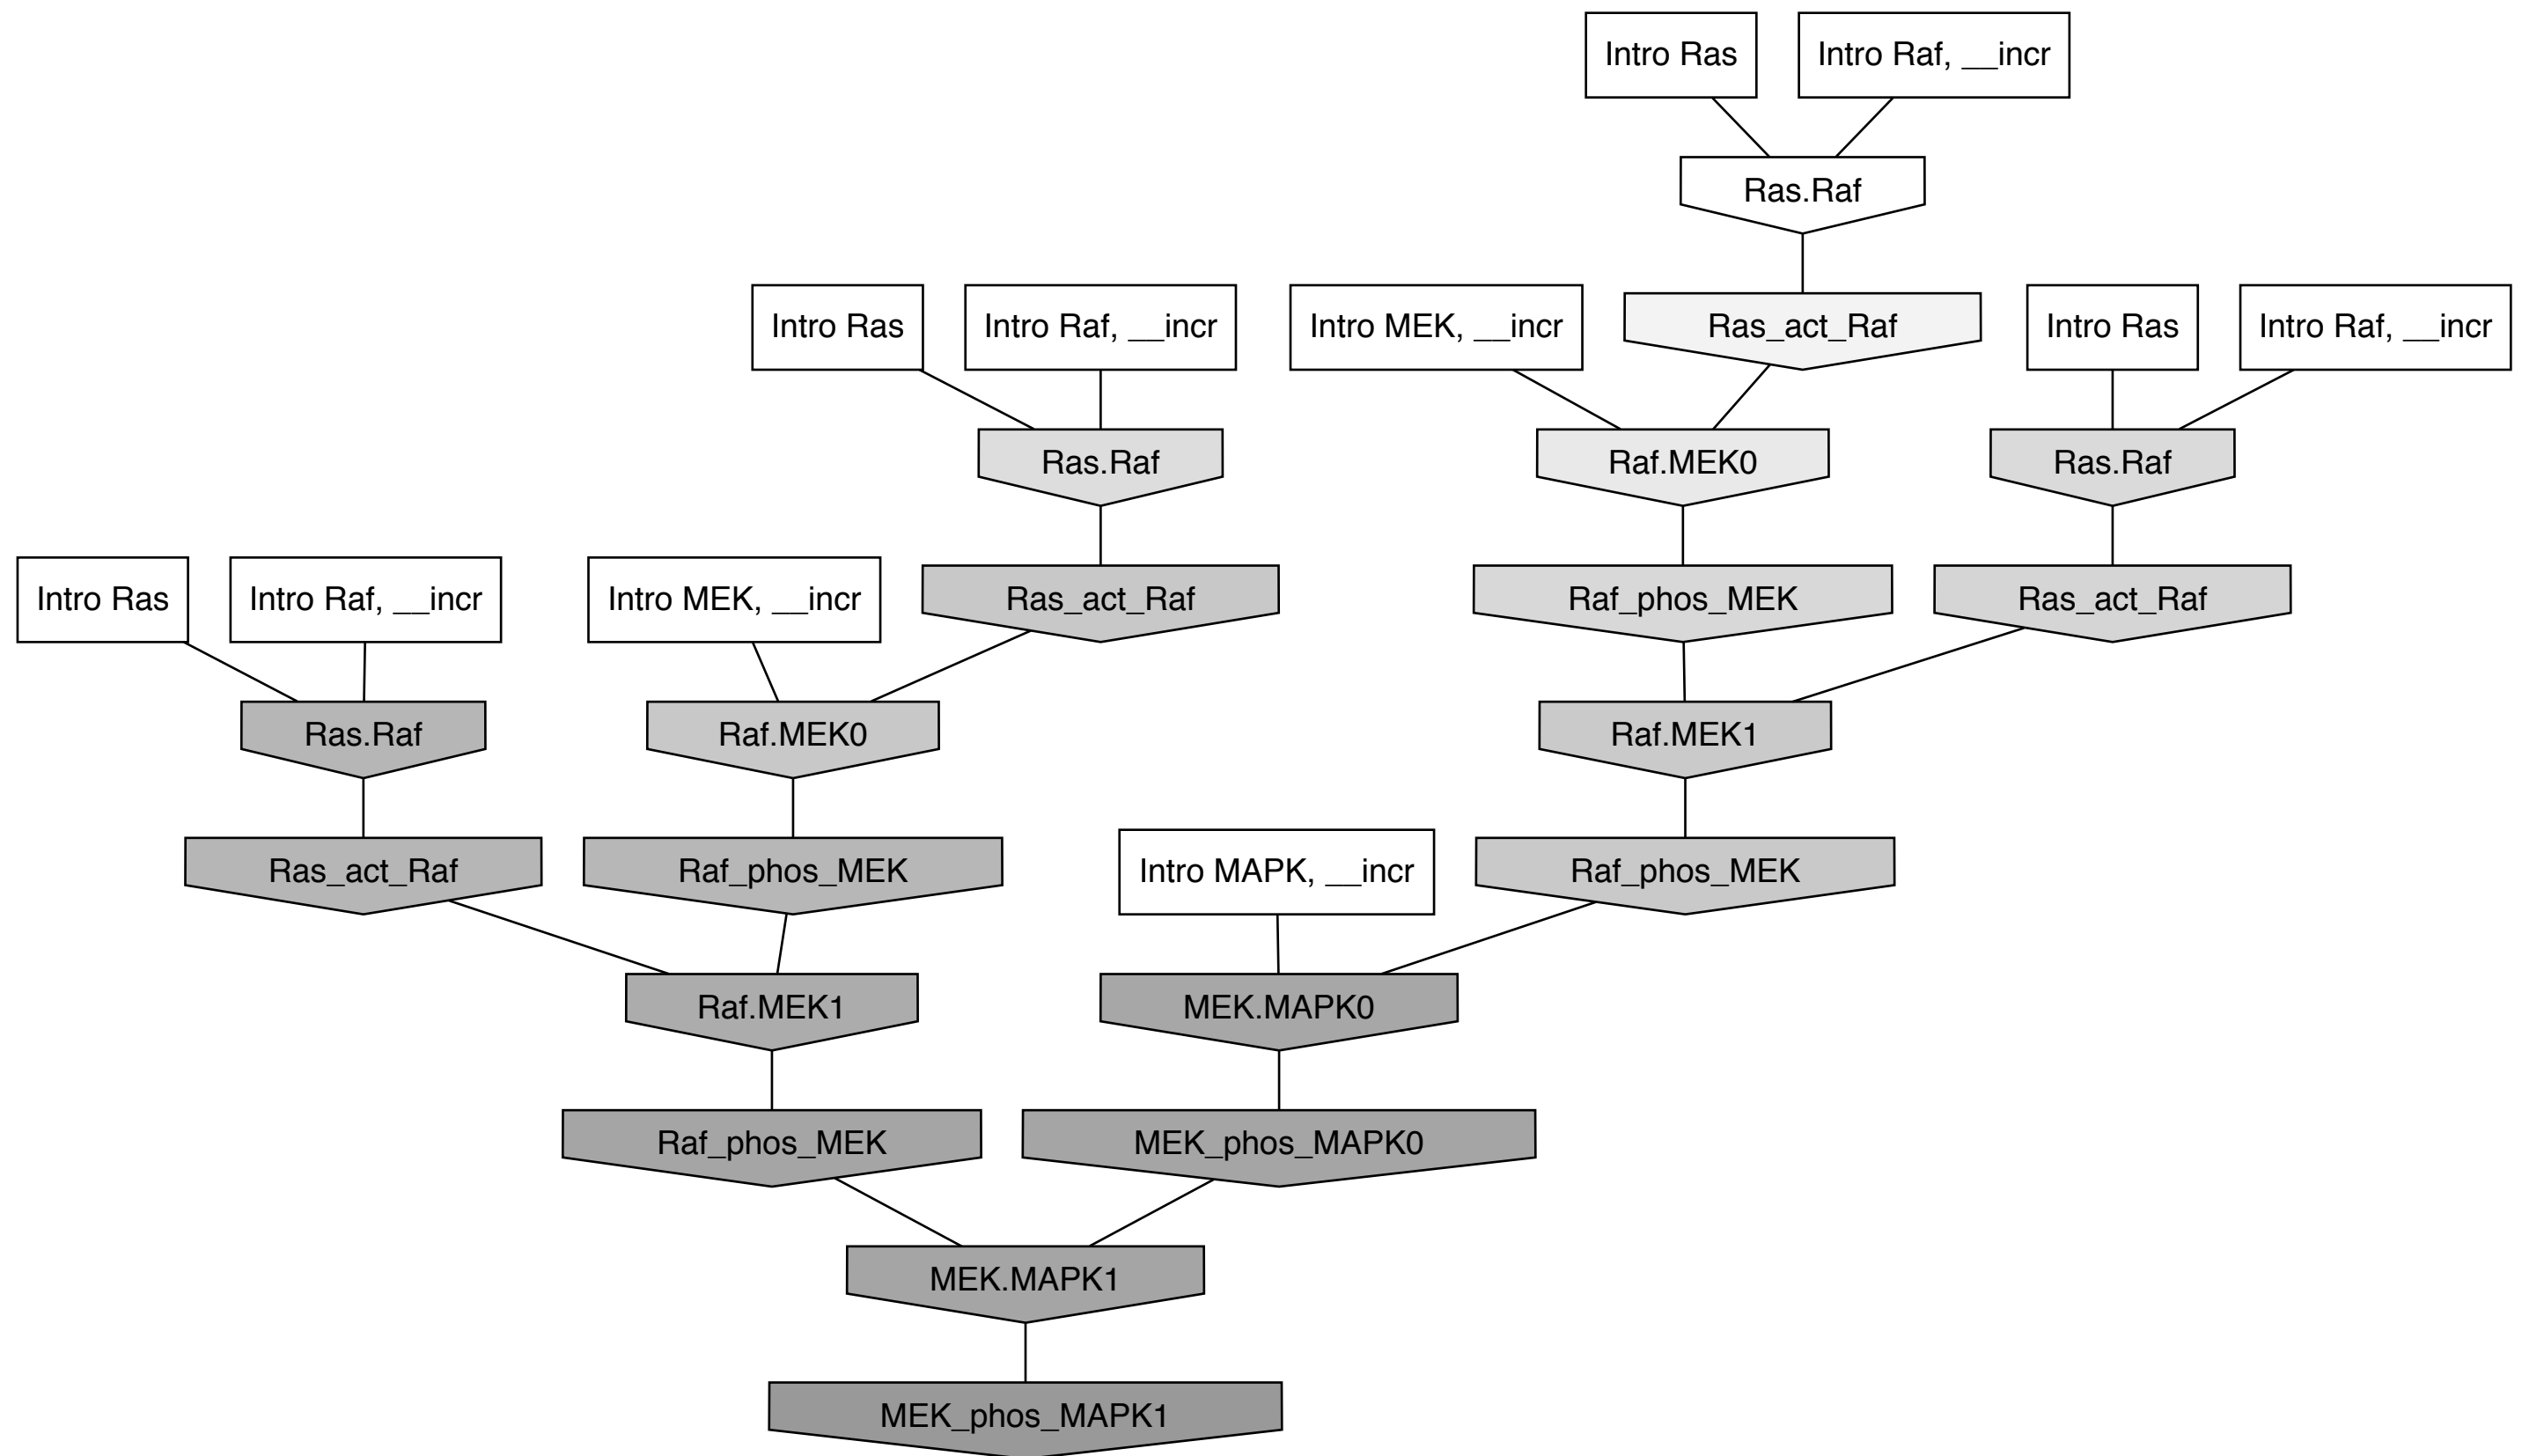 Intro Ras
Intro Raf, __incr
Ras.Raf
Intro Ras
Intro Raf, __incr
Intro MEK, __incr
Ras_act_Raf
Intro Ras
Intro Raf, __incr
Ras.Raf
Raf.MEK0
Ras.Raf
Intro Ras
Intro Raf, __incr
Intro MEK, __incr
Ras_act_Raf
Raf_phos_MEK
Ras_act_Raf
Ras.Raf
Raf.MEK0
Raf.MEK1
Ras_act_Raf
Raf_phos_MEK
Intro MAPK, __incr
Raf_phos_MEK
Raf.MEK1
MEK.MAPK0
Raf_phos_MEK
MEK_phos_MAPK0
MEK.MAPK1
MEK_phos_MAPK1